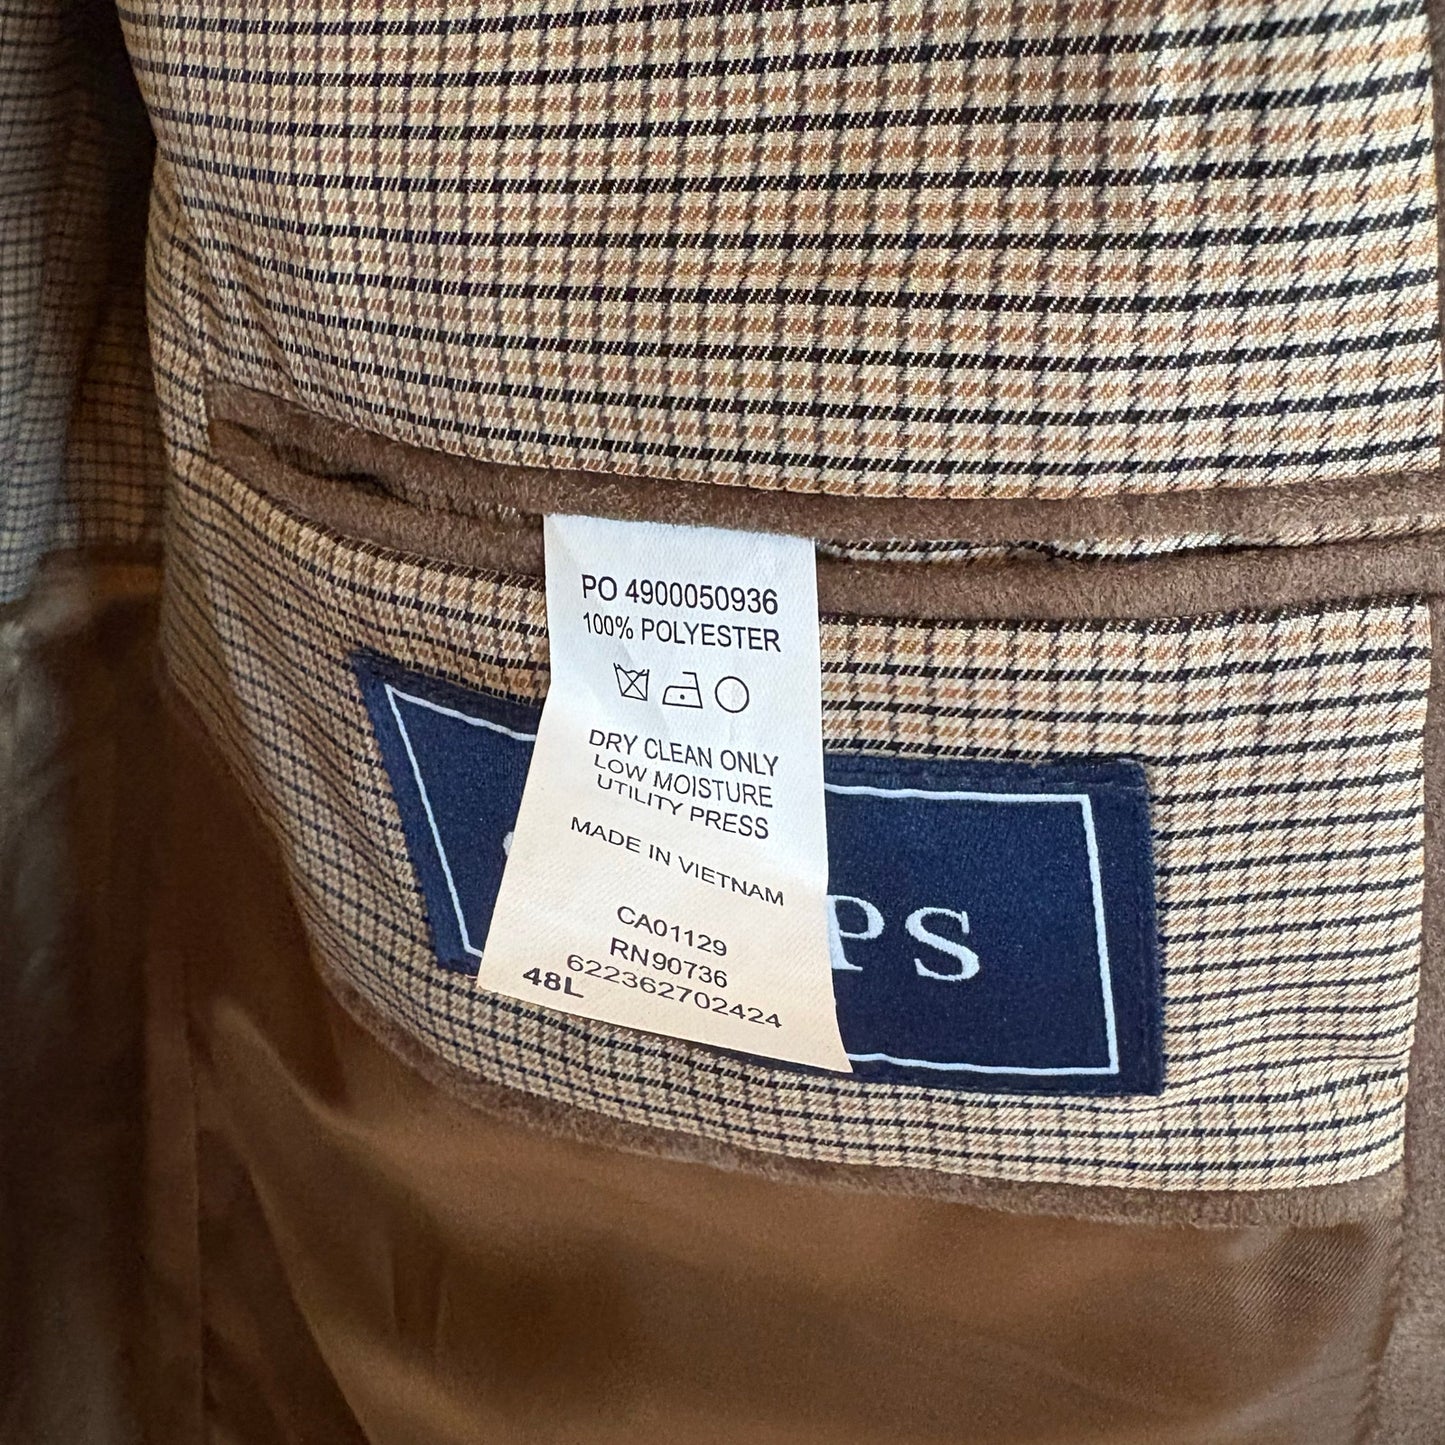 PO 4900050936
100% POLYESTER
DRY CLEAN ONLY
LOW MOISTURE
UTILITY PRESS
MADE IN VIETNAM
CA01129
RN90736
622362702424
48L
PS